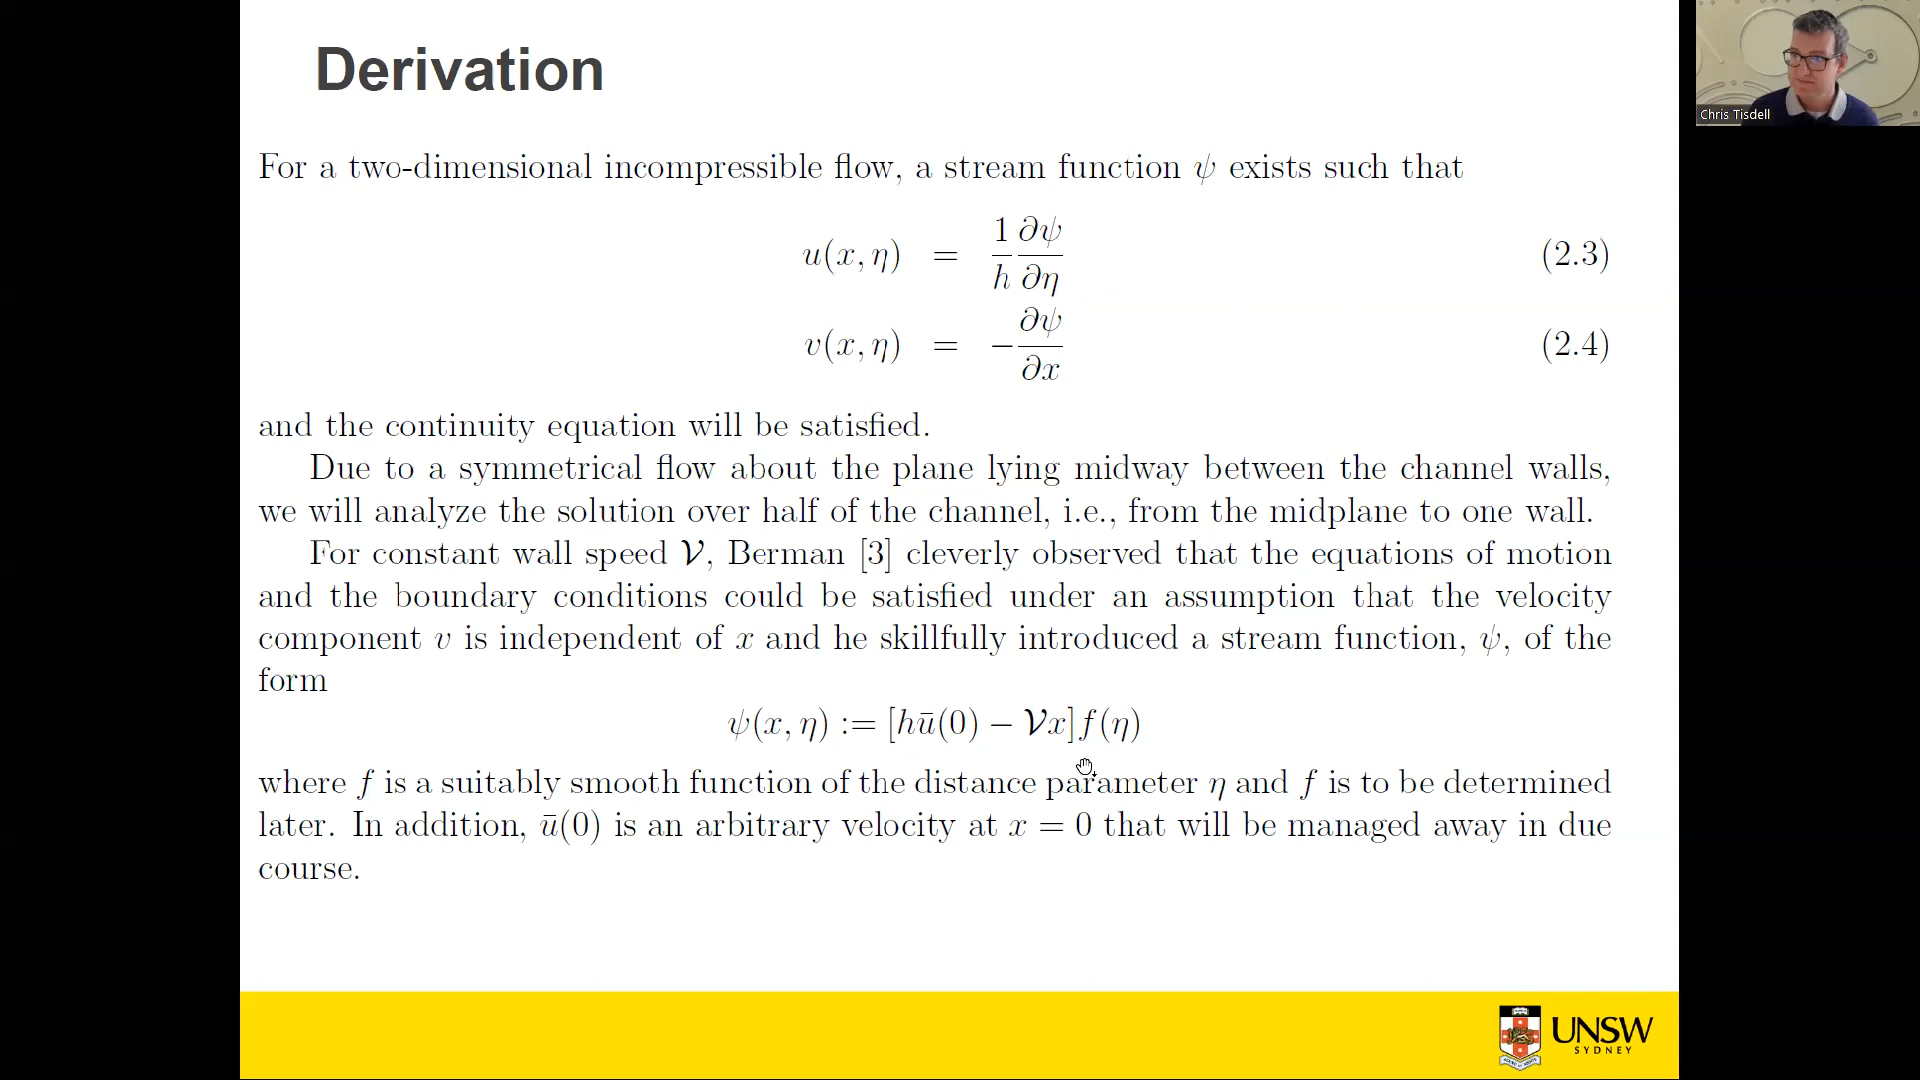 Derivation
Chris Tisdell
For a two-dimensional incompressible flow, a stream function ψ exists such that
u(x, η) = 1/h ∂ψ/∂η (2.3)
v(x, η) = −∂ψ/∂x (2.4)
and the continuity equation will be satisfied.
Due to a symmetrical flow about the plane lying midway between the channel walls,
we will analyze the solution over half of the channel, i.e., from the midplane to one wall.
For constant wall speed 𝒱, Berman [3] cleverly observed that the equations of motion
and the boundary conditions could be satisfied under an assumption that the velocity
component v is independent of x and he skillfully introduced a stream function, ψ, of the
form
ψ(x, η) := [hū(0) − 𝒱x]f(η)
where f is a suitably smooth function of the distance parameter η and f is to be determined
later. In addition, ū(0) is an arbitrary velocity at x = 0 that will be managed away in due
course.
UNSW
SYDNEY